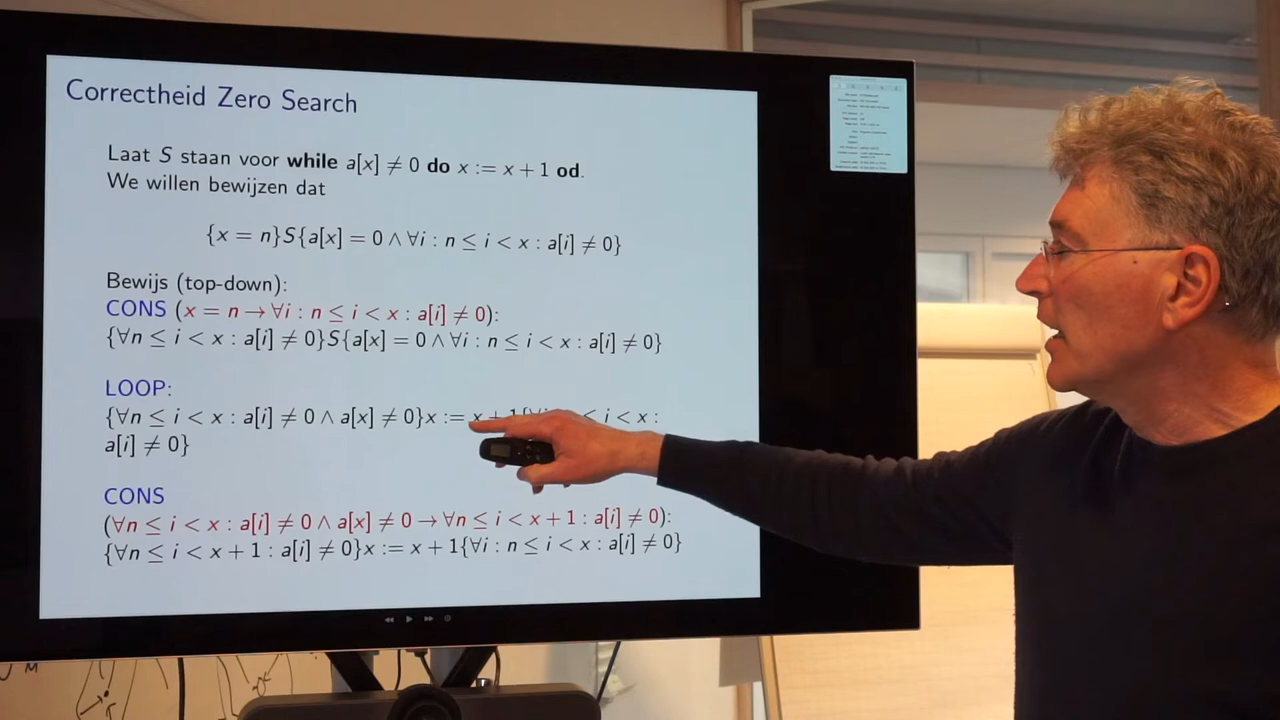 Correctheid Zero Search
Laat S staan voor while a[x] ≠ 0 do x := x + 1 od.
We willen bewijzen dat
{x = n}S{a[x] = 0 ∧ ∀i : n ≤ i < x : a[i] ≠ 0}
Bewijs (top-down):
CONS (x = n → ∀i : n ≤ i < x : a[i] ≠ 0):
{∀n ≤ i < x : a[i] ≠ 0}S{a[x] = 0 ∧ ∀i : n ≤ i < x : a[i] ≠ 0}
LOOP:
{∀n ≤ i < x : a[i] ≠ 0 ∧ a[x] ≠ 0}x := x + 1{∀i ≤ i < x :
a[i] ≠ 0}
CONS
(∀n ≤ i < x : a[i] ≠ 0 ∧ a[x] ≠ 0 → ∀n ≤ i < x + 1 : a[i] ≠ 0):
{∀n ≤ i < x + 1 : a[i] ≠ 0}x := x + 1{∀i : n ≤ i < x : a[i] ≠ 0}